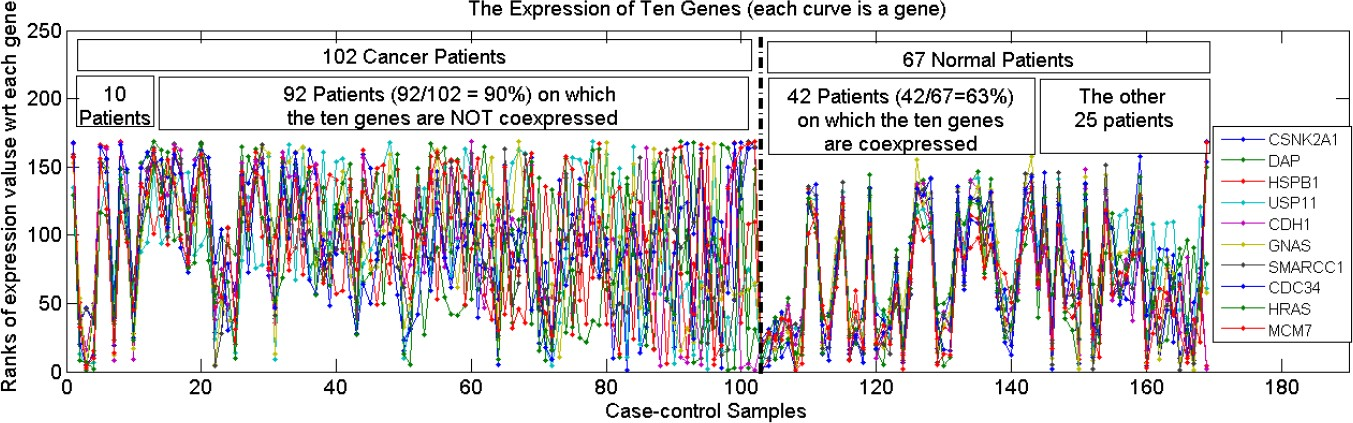 The Expression of Ten Genes (each curve is a gene)
Ranks of expression value wrt each gene
250
200
150
100
50
0
102 Cancer Patients
10
Patients
92 Patients (92/102 = 90%) on which
the ten genes are NOT coexpressed
67 Normal Patients
42 Patients (42/67=63%)
on which the ten genes
are coexpressed
The other
25 patients
CSNK2A1
DAP
HSPB1
USP11
CDH1
GNAS
SMARCC1
CDC34
HRAS
MCM7
0 20 40 60 80 100 120 140 160 180
Case-control Samples